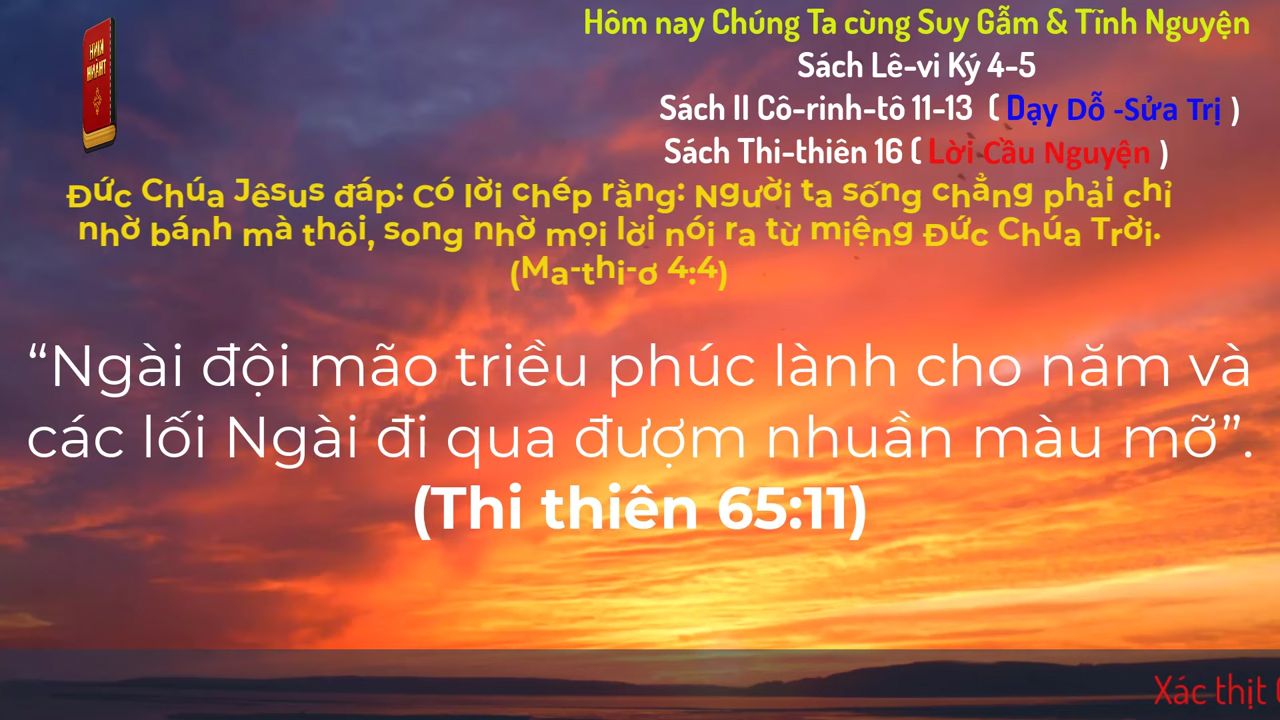 KINH
THÁNH
Hôm nay Chúng Ta cùng Suy Gẫm & Tĩnh Nguyện
Sách Lê-vi Ký 4-5
Sách II Cô-rinh-tô 11-13 ( Dạy Dỗ -Sửa Trị )
Sách Thi-thiên 16 ( Lời Cầu Nguyện )
Đức Chúa Jêsus đáp: Có lời chép rằng: Người ta sống chẳng phải chỉ
nhờ bánh mà thôi, song nhờ mọi lời nói ra từ miệng Đức Chúa Trời.
(Ma-thi-ơ 4:4)
“Ngài đội mão triều phúc lành cho năm và
các lối Ngài đi qua đượm nhuần màu mỡ”.
(Thi thiên 65:11)
Xác thịt